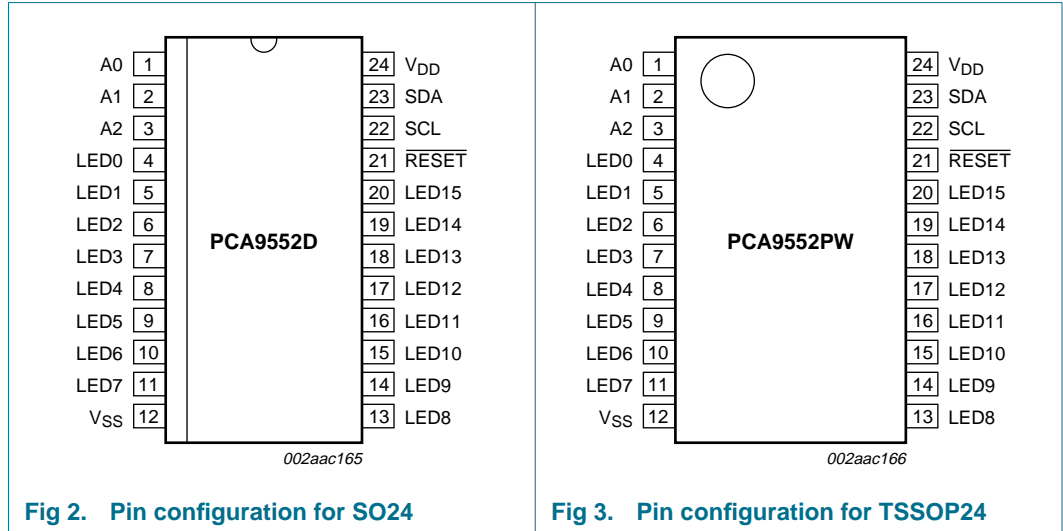 A0 1 24 VDD
A1 2 23 SDA
A2 3 22 SCL
LED0 4 21 RESET
LED1 5 20 LED15
LED2 6 19 LED14
LED3 7 18 LED13
LED4 8 17 LED12
LED5 9 16 LED11
LED6 10 15 LED10
LED7 11 14 LED9
VSS 12 13 LED8
PCA9552D
002aac165
Fig 2. Pin configuration for SO24
A0 1 24 VDD
A1 2 23 SDA
A2 3 22 SCL
LED0 4 21 RESET
LED1 5 20 LED15
LED2 6 19 LED14
LED3 7 18 LED13
LED4 8 17 LED12
LED5 9 16 LED11
LED6 10 15 LED10
LED7 11 14 LED9
VSS 12 13 LED8
PCA9552PW
002aac166
Fig 3. Pin configuration for TSSOP24